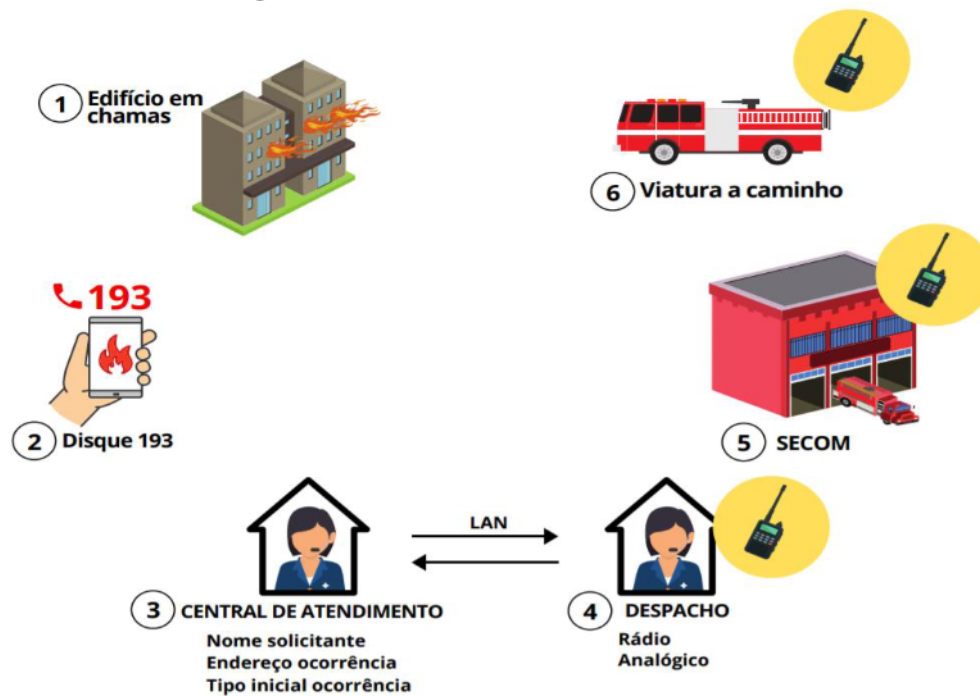 1 Edifício em
chamas
6 Viatura a caminho
193
2 Disque 193
5 SECOM
LAN
3 CENTRAL DE ATENDIMENTO
Nome solicitante
Endereço ocorrência
Tipo inicial ocorrência
4 DESPACHO
Rádio
Analógico